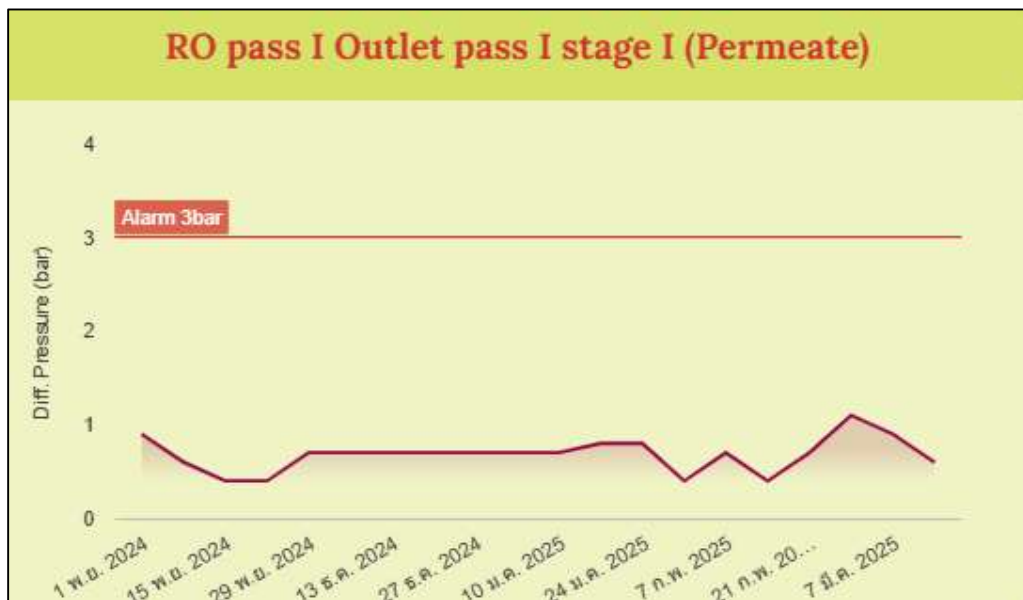 RO pass I Outlet pass I stage I (Permeate)
4
Alarm 3bar
3
2
1
0
Diff. Pressure (bar)
1 พ.ย. 2024
15 พ.ย. 2024
29 พ.ย. 2024
13 ธ.ค. 2024
27 ธ.ค. 2024
10 ม.ค. 2025
24 ม.ค. 2025
7 ก.พ. 2025
21 ก.พ. 20...
7 มี.ค. 2025